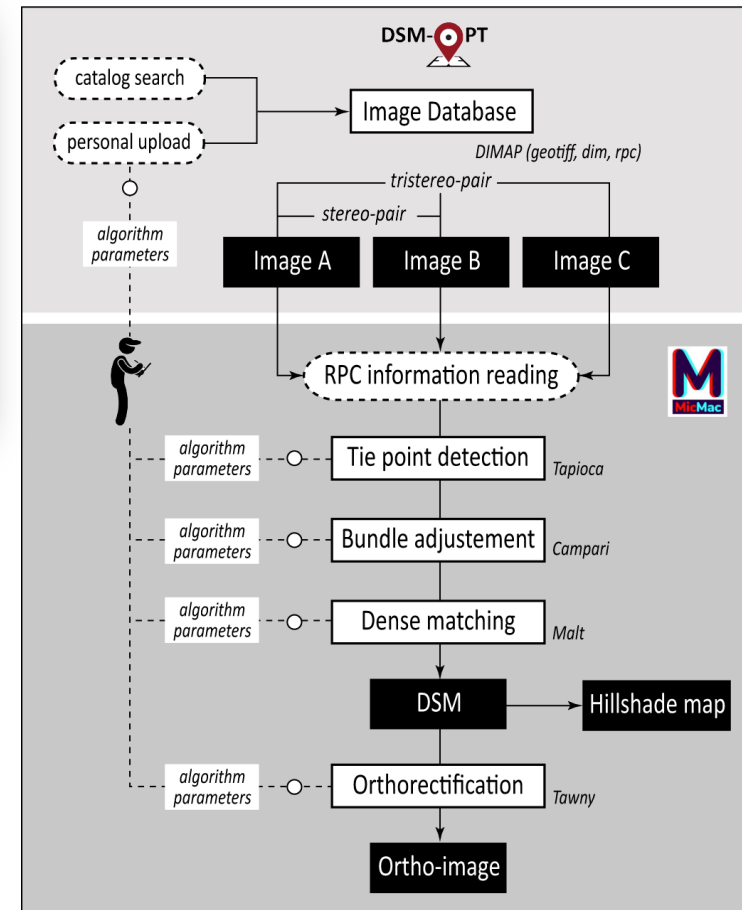 DSM-OPT
catalog search
personal upload
Image Database
DIMAP (geotiff, dim, rpc)
tristereo-pair
stereo-pair
algorithm
parameters
Image A
Image B
Image C
RPC information reading
MicMac
algorithm
parameters
Tie point detection
Tapioca
algorithm
parameters
Bundle adjustement
Campari
algorithm
parameters
Dense matching
Malt
DSM
Hillshade map
algorithm
parameters
Orthorectification
Tawny
Ortho-image